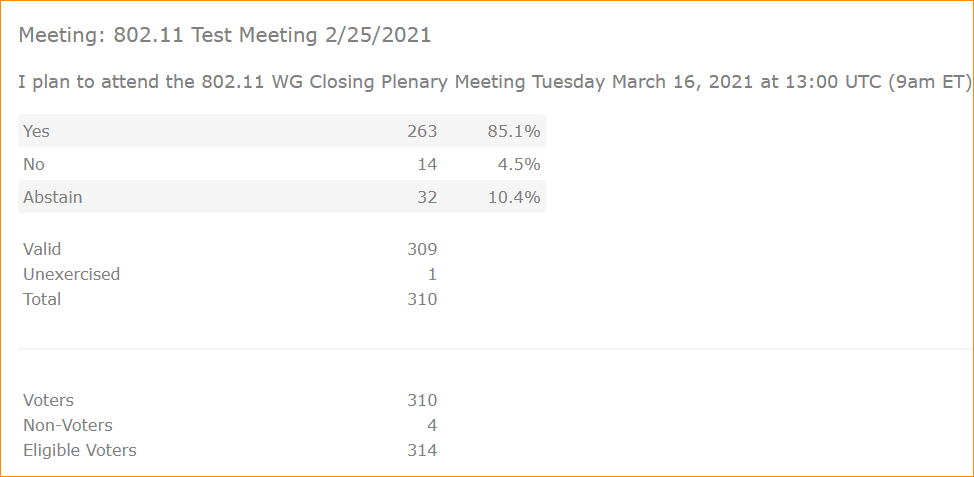 Meeting: 802.11 Test Meeting 2/25/2021
I plan to attend the 802.11 WG Closing Plenary Meeting Tuesday March 16, 2021 at 13:00 UTC (9am ET)
Yes 263 85.1%
No 14 4.5%
Abstain 32 10.4%
Valid 309
Unexercised 1
Total 310
Voters 310
Non-Voters 4
Eligible Voters 314